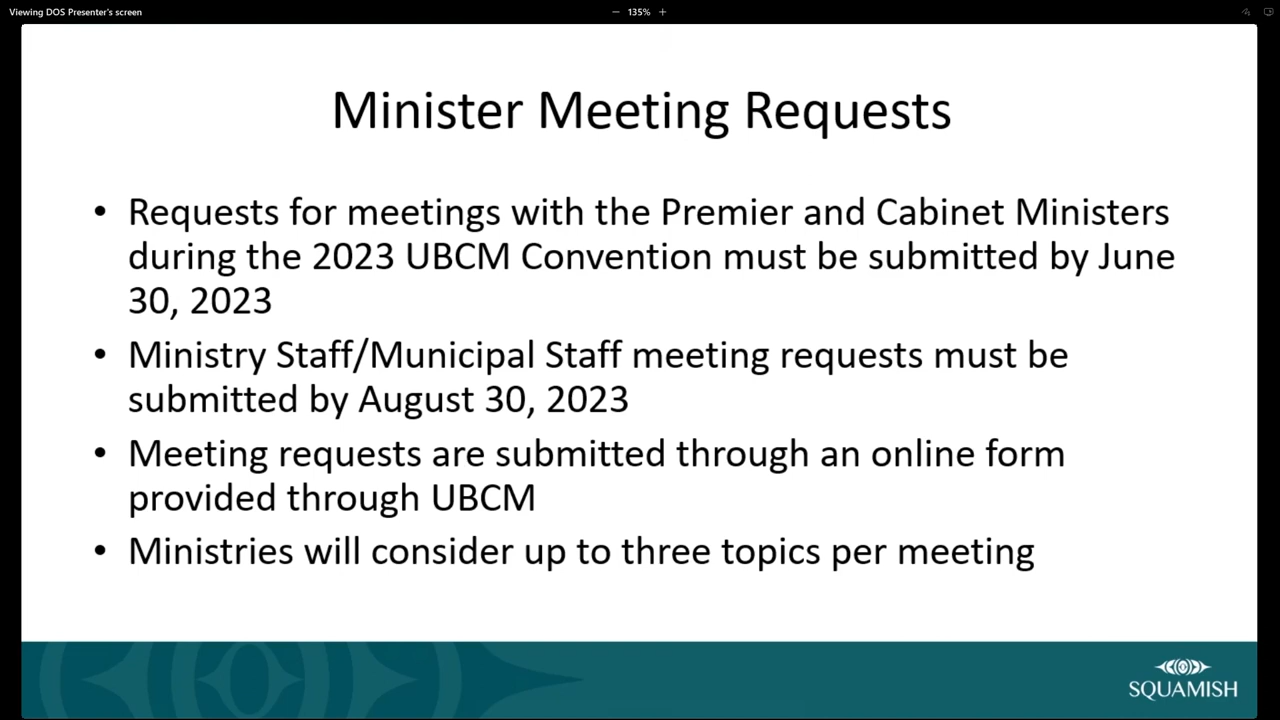 Viewing DOS Presenter's screen
− 135% +
Minister Meeting Requests
• Requests for meetings with the Premier and Cabinet Ministers
during the 2023 UBCM Convention must be submitted by June
30, 2023
• Ministry Staff/Municipal Staff meeting requests must be
submitted by August 30, 2023
• Meeting requests are submitted through an online form
provided through UBCM
• Ministries will consider up to three topics per meeting
SQUAMISH